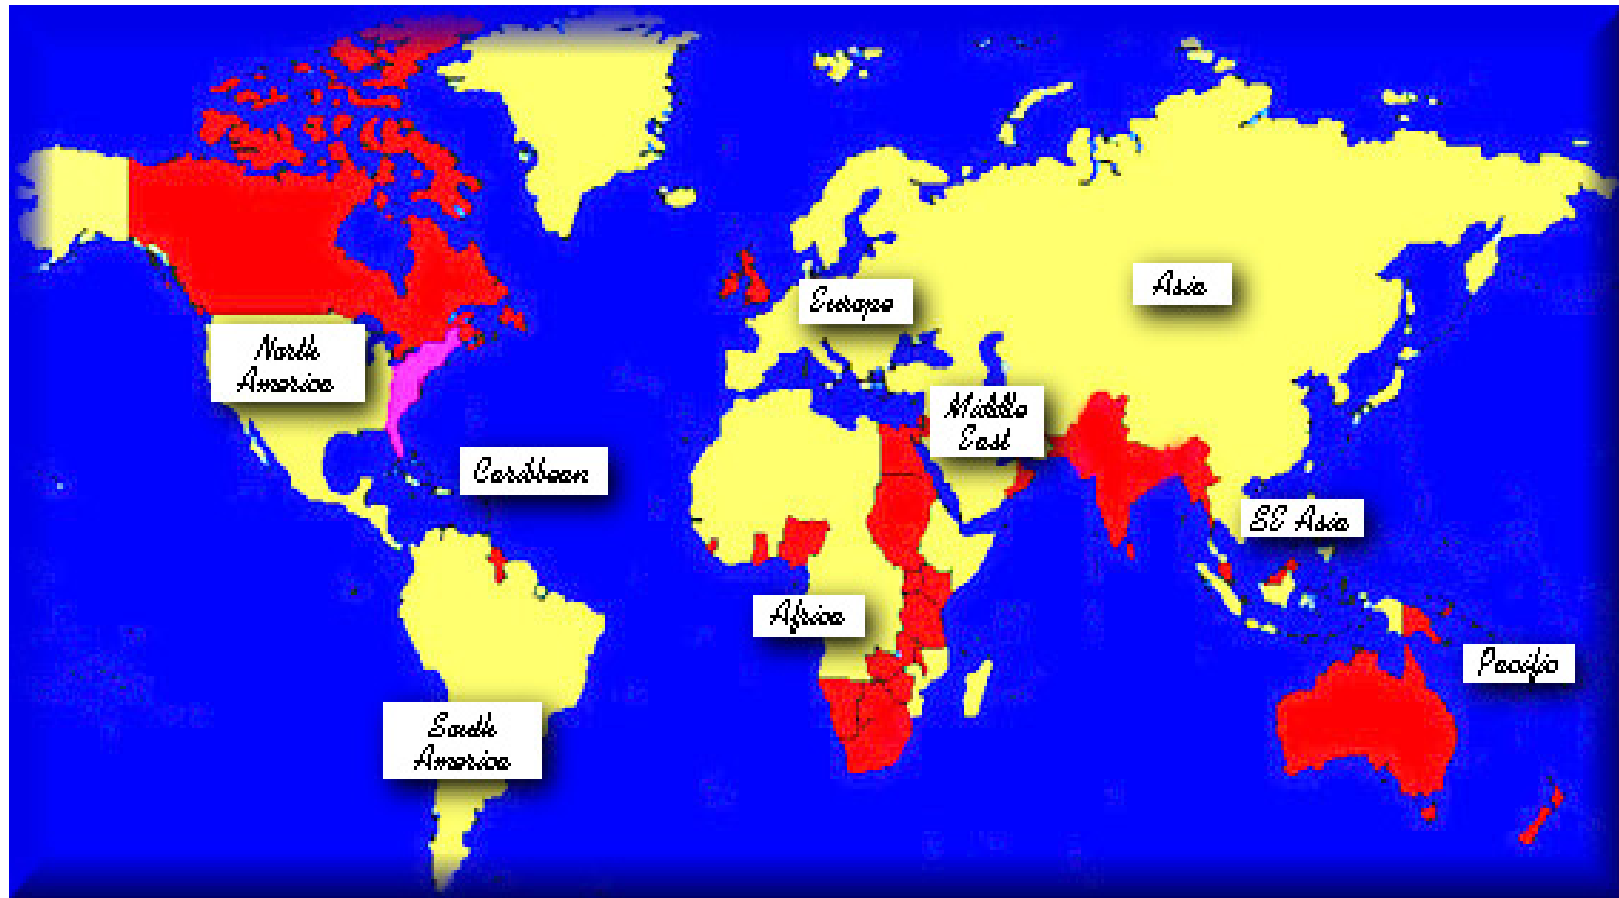 Asia
Europe
North
America
Middle
East
Caribbean
SE Asia
Africa
Pacific
South
America